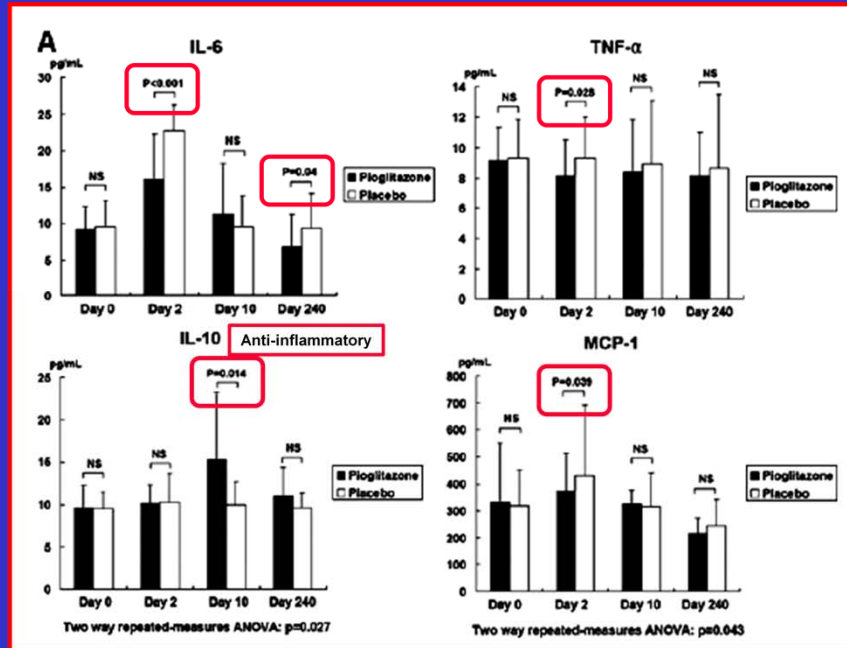 A
IL-6
pg/mL
30
25
20
15
10
5
0
P<0.001
NS
NS
P=0.04
Pioglitazone
Placebo
Day 0 Day 2 Day 10 Day 240
TNF-α
pg/mL
14
12
10
8
6
4
2
0
NS
P=0.028
NS
NS
Pioglitazone
Placebo
Day 0 Day 2 Day 10 Day 240
IL-10
Anti-inflammatory
pg/mL
25
20
15
10
5
0
NS
NS
P=0.014
NS
Pioglitazone
Placebo
Day 0 Day 2 Day 10 Day 240
Two way repeated-measures ANOVA: p=0.027
MCP-1
pg/mL
800
700
600
500
400
300
200
100
0
NS
P=0.039
NS
NS
Pioglitazone
Placebo
Day 0 Day 2 Day 10 Day 240
Two way repeated-measures ANOVA: p=0.043